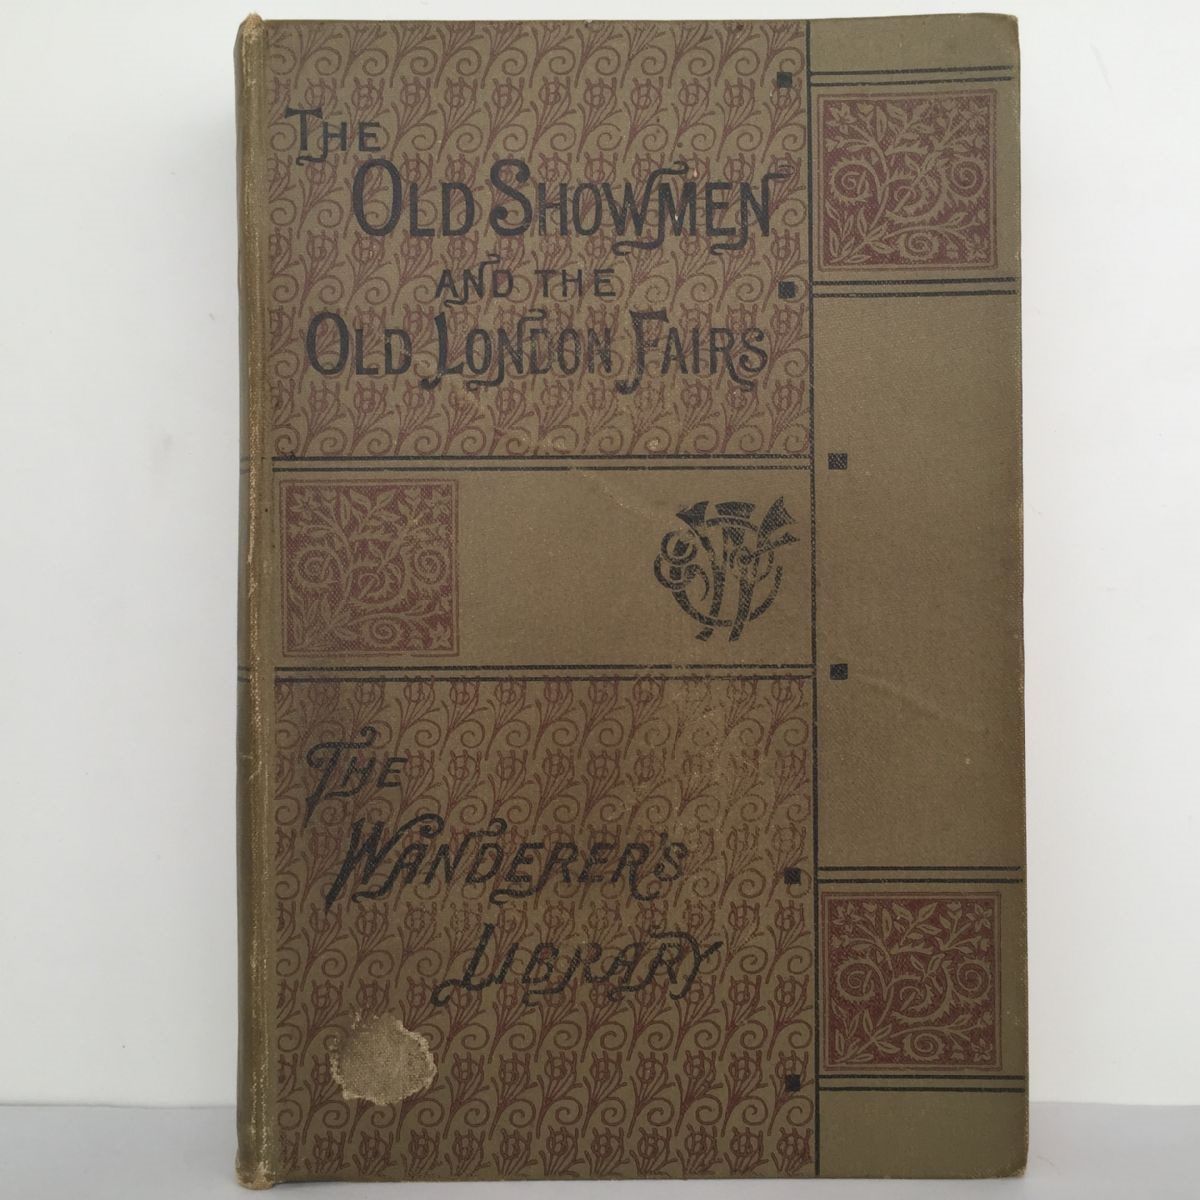 THE
OLD SHOWMEN
AND THE
OLD LONDON FAIRS
THE
WANDERER'S
LIBRARY